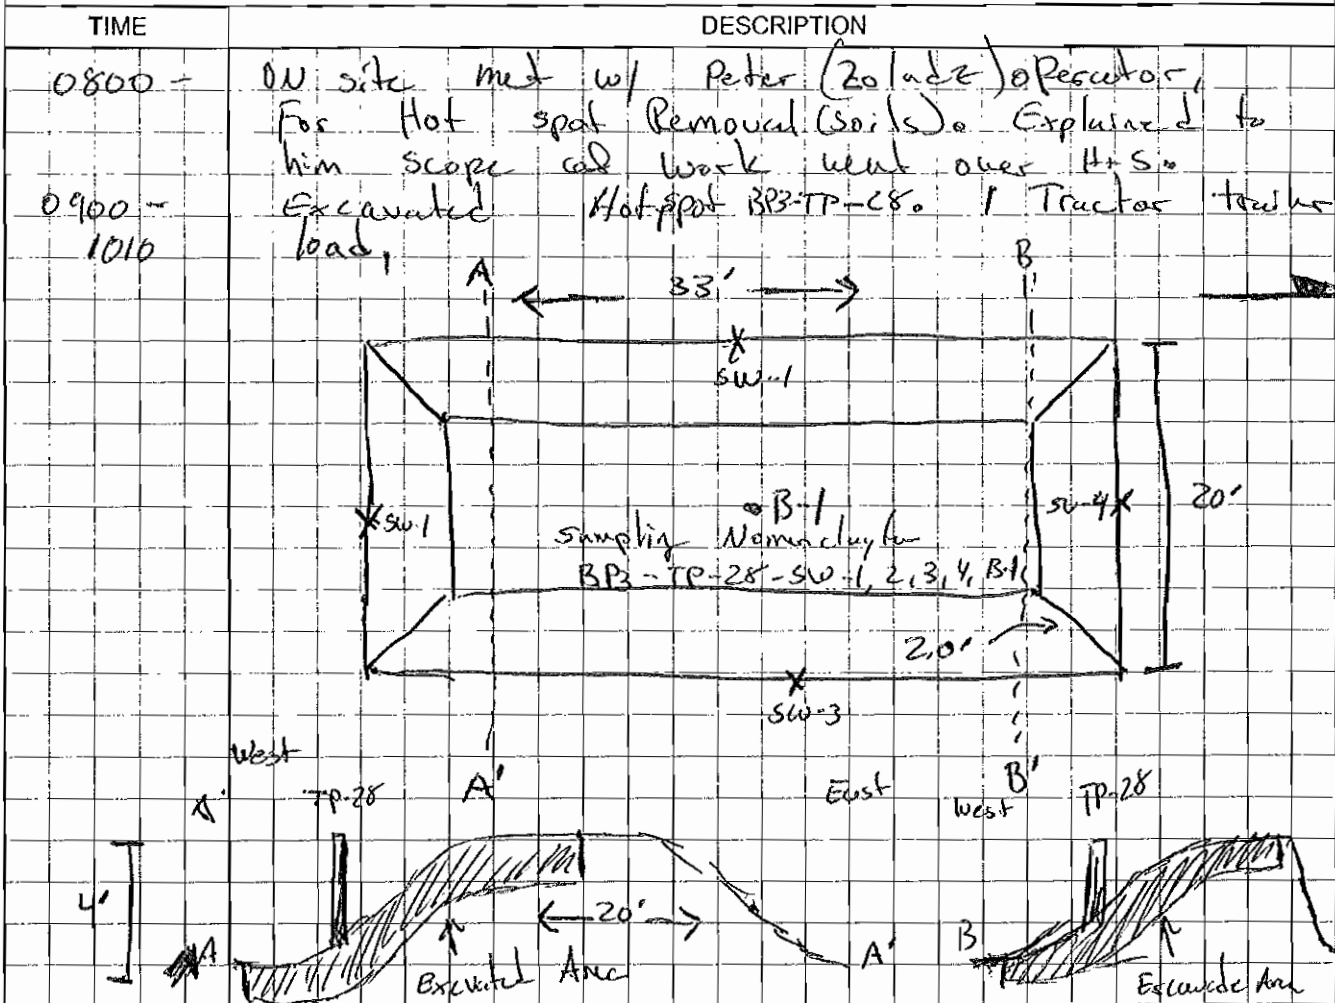 TIME DESCRIPTION
0800 - ON site met w/ Peter (Zoladz) operator,
For Hot spot Removal (soils). Explained to
him scope of work went over H+S.
0900 - Excavated Hotspot BP3-TP-28. 1 Tractor trailer
1010 load,
A B
33'
SW-1
B-1
SW-1 SW-4 20'
Sampling Nomenclature
BP3-TP-28-SW-1, 2, 3, 4, B-1
2.0'
SW-3
West
A' East B' West
TP-28 TP-28
4' 20'
A A' B
Excavated Area Excavate Area